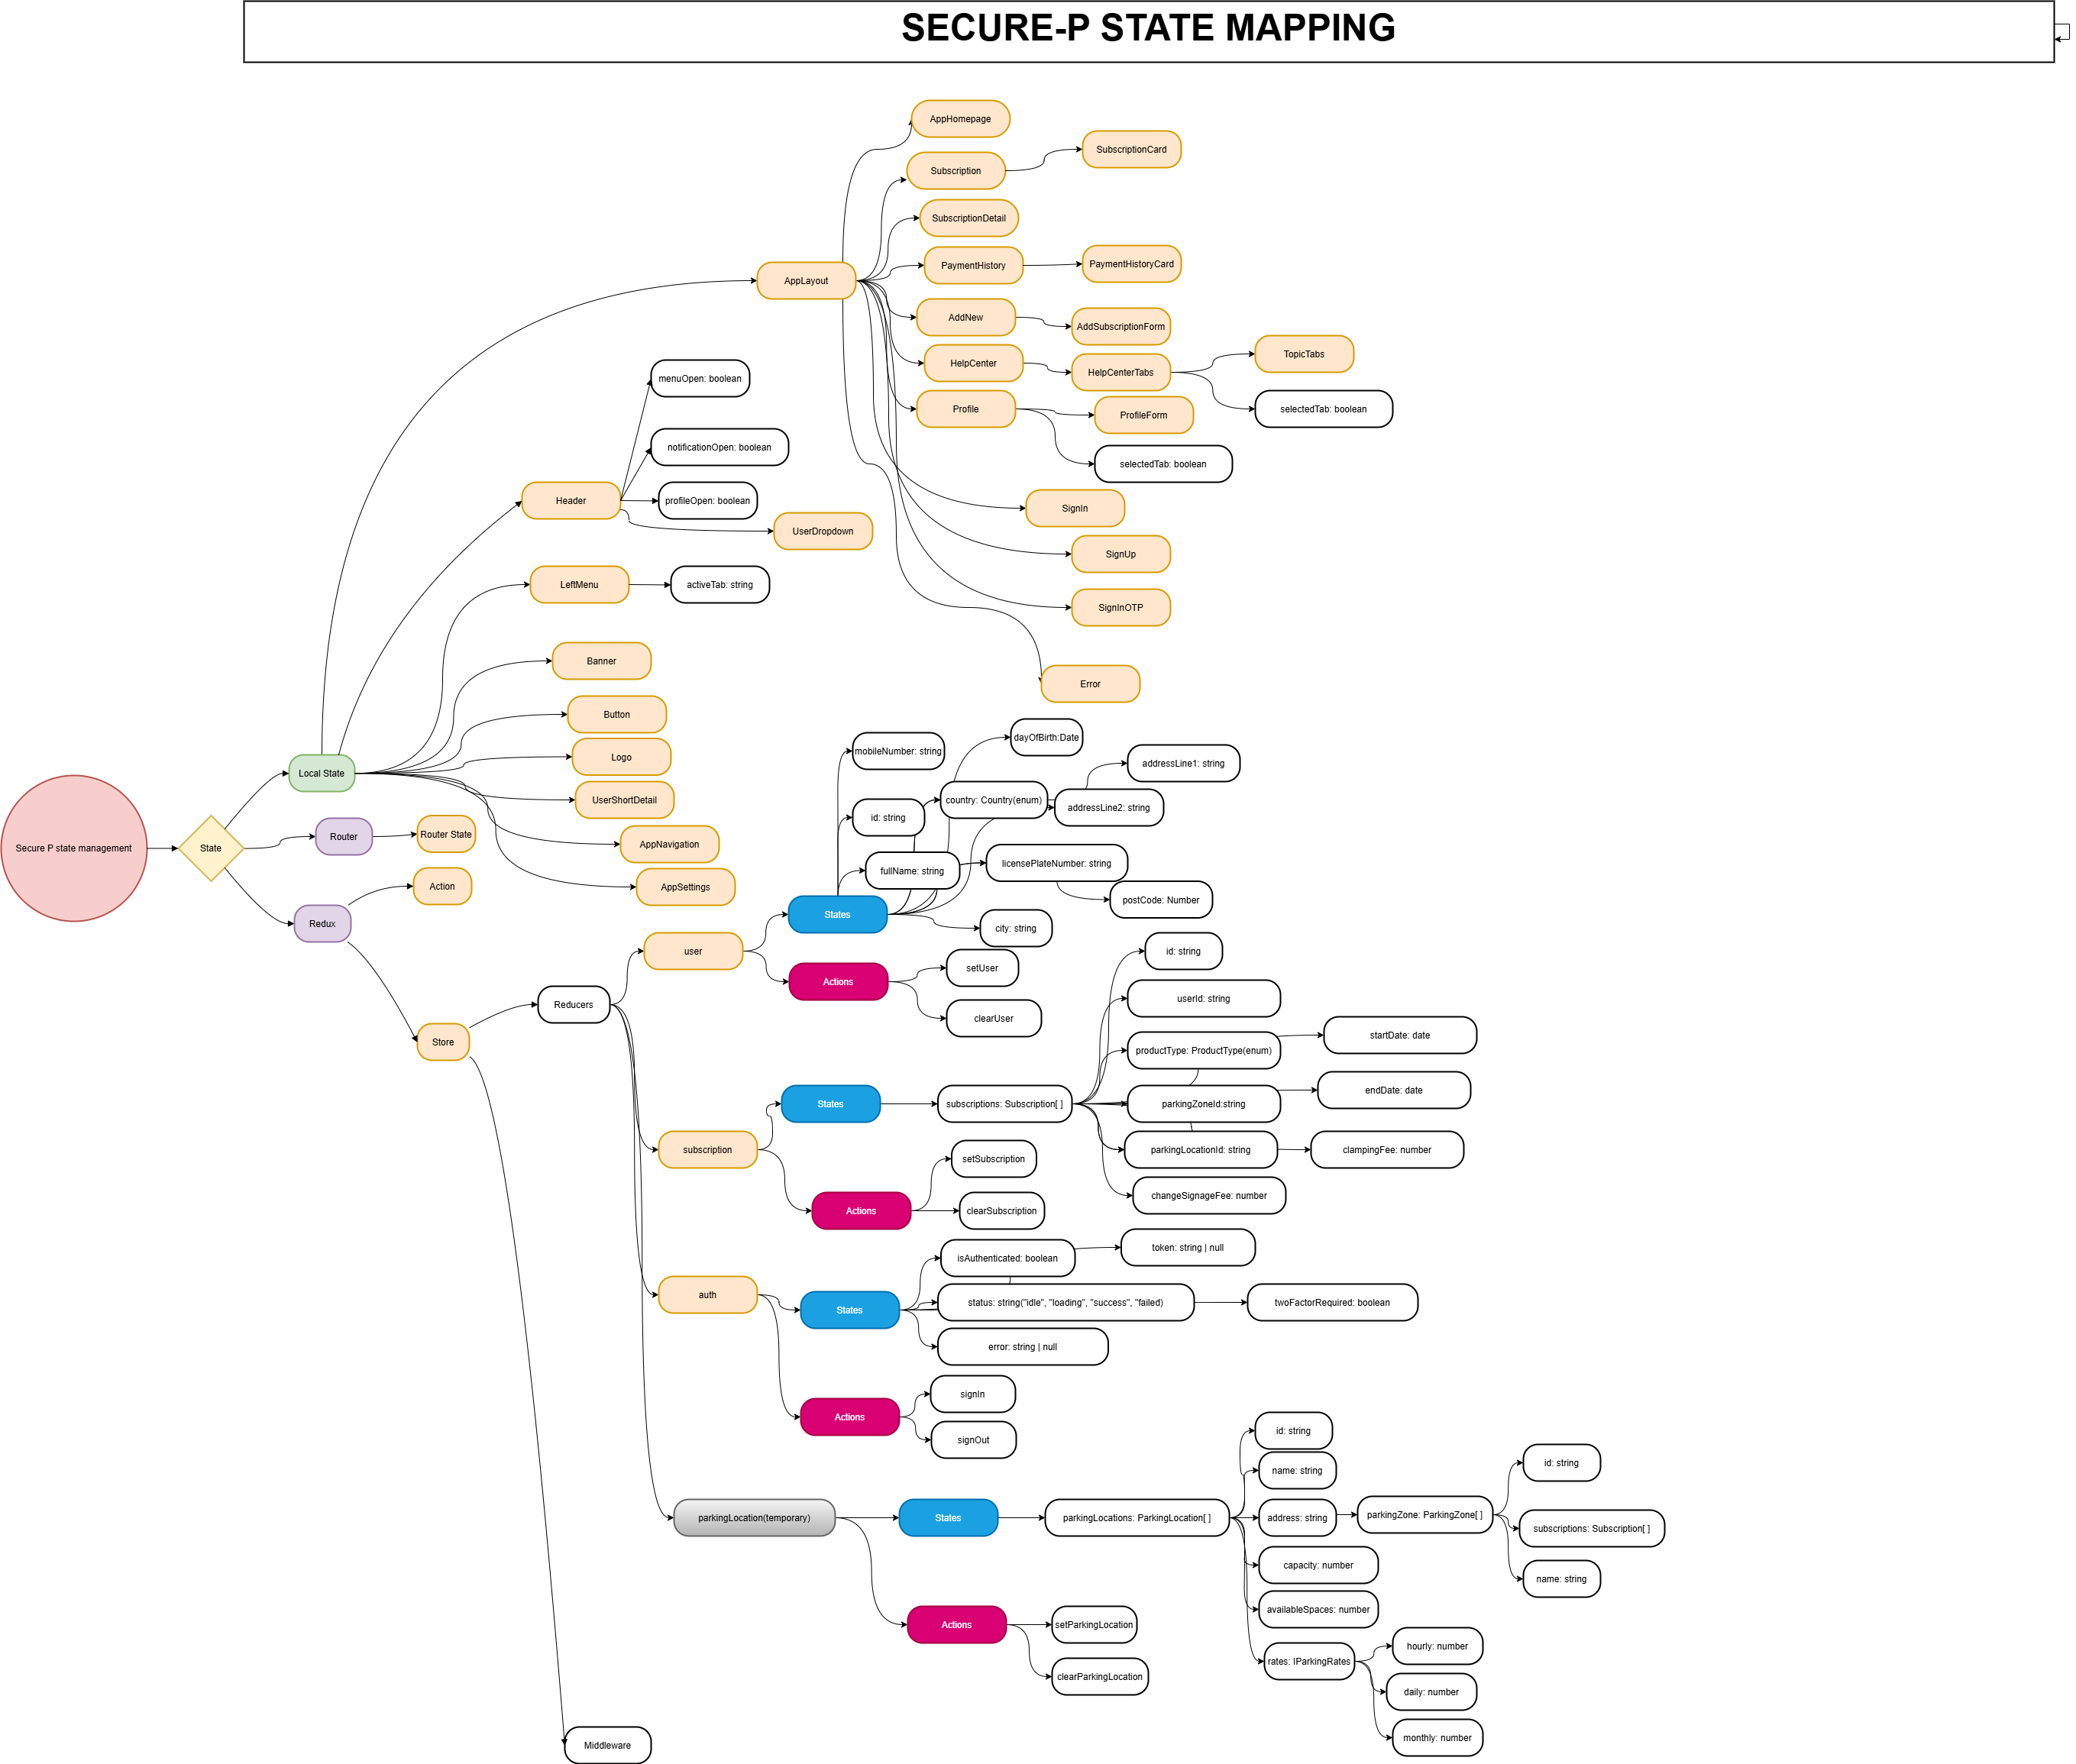 SECURE-P STATE MAPPING
AppHomepage
SubscriptionCard
Subscription
SubscriptionDetail
PaymentHistory
PaymentHistoryCard
AppLayout
AddNew
AddSubscriptionForm
TopicTabs
HelpCenter
HelpCenterTabs
menuOpen: boolean
Profile
ProfileForm
selectedTab: boolean
notificationOpen: boolean
selectedTab: boolean
Header
profileOpen: boolean
SignIn
UserDropdown
SignUp
LeftMenu
activeTab: string
SignInOTP
Banner
Error
Button
mobileNumber: string
dayOfBirth:Date
Logo
addressLine1: string
Local State
UserShortDetail
country: Country(enum)
addressLine2: string
id: string
Secure P state management
State
Router
Router State
AppNavigation
fullName: string
licensePlateNumber: string
Action
AppSettings
postCode: Number
Redux
States
city: string
user
id: string
setUser
Actions
userId: string
Reducers
clearUser
Store
productType: ProductType(enum)
startDate: date
endDate: date
States
subscriptions: Subscription[ ]
parkingZoneId:string
subscription
setSubscription
parkingLocationId: string
clampingFee: number
Actions
clearSubscription
changeSignageFee: number
isAuthenticated: boolean
token: string | null
auth
States
status: string("idle", "loading", "success", "failed)
twoFactorRequired: boolean
error: string | null
signIn
Actions
signOut
id: string
name: string
id: string
parkingLocation(temporary)
States
parkingLocations: ParkingLocation[ ]
address: string
parkingZone: ParkingZone[ ]
subscriptions: Subscription[ ]
capacity: number
name: string
availableSpaces: number
Actions
setParkingLocation
hourly: number
rates: IParkingRates
clearParkingLocation
daily: number
monthly: number
Middleware